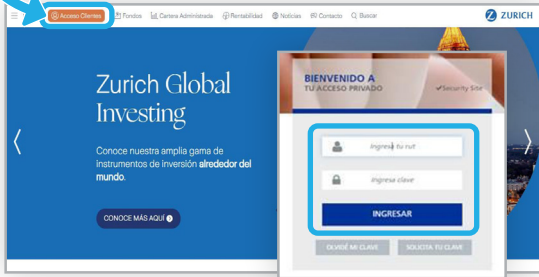 Acceso Clientes
Fondos
Cartera Administrada
Rentabilidad
Noticias
Contacto
Buscar
ZURICH
Zurich Global
Investing
Conoce nuestra amplia gama de
instrumentos de inversión alrededor del
mundo.
CONOCE MÁS AQUÍ
BIENVENIDO A
TU ACCESO PRIVADO
Security Site
Ingresa tu rut
Ingresa clave
INGRESAR
OLVIDÉ MI CLAVE
SOLICITA TU CLAVE